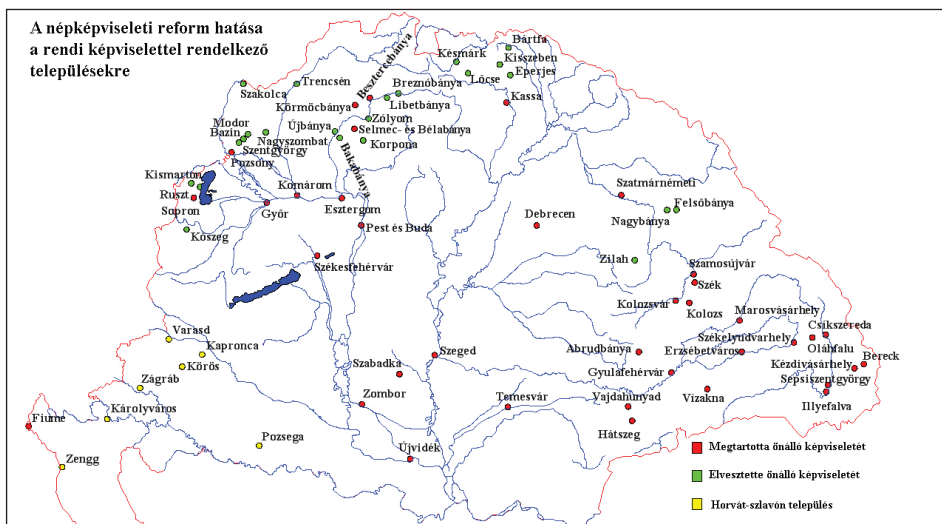 A népképviseleti reform hatása
a rendi képviselettel rendelkező
településekre
Bártfa
Késmárk
Kisszeben
Lőcse
Eperjes
Kassa
Szakolca
Trencsén
Besztercebánya
Breznóbánya
Libetbánya
Körmöcbánya
Zólyom
Újbánya
Selmec- és Bélabánya
Korpona
Bakabánya
Modor
Bazin
Nagyszombat
Szentgyörgy
Pozsony
Kismarton
Ruszt
Sopron
Kőszeg
Komárom
Győr
Esztergom
Pest és Buda
Székesfehérvár
Szatmárnémeti
Felsőbánya
Nagybánya
Debrecen
Zilah
Szamosújvár
Szék
Kolozsvár
Kolozs
Marosvásárhely
Csíkszereda
Székelyudvarhely
Oláhfalu
Abrudbánya
Erzsébetváros
Bereck
Kézdivásárhely
Gyulafehérvár
Sepsiszentgyörgy
Vizakna
Illyefalva
Vajdahunyad
Hátszeg
Temesvár
Szeged
Szabadka
Zombor
Újvidék
Varasd
Kapronca
Körös
Zágráb
Károlyváros
Fiume
Zengg
Pozsega
Megtartotta önálló képviseletét
Elvesztette önálló képviseletét
Horvát-szlavón település